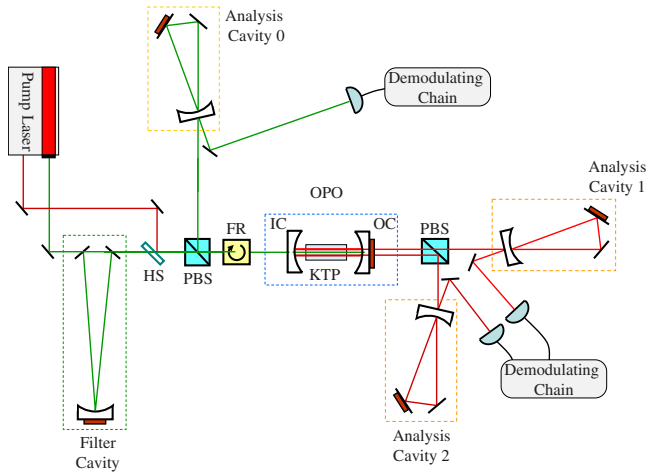 Analysis
Cavity 0
Pump Laser
Demodulating
Chain
Analysis
Cavity 1
OPO
FR
IC
OC
PBS
HS
PBS
KTP
Demodulating
Chain
Filter
Cavity
Analysis
Cavity 2